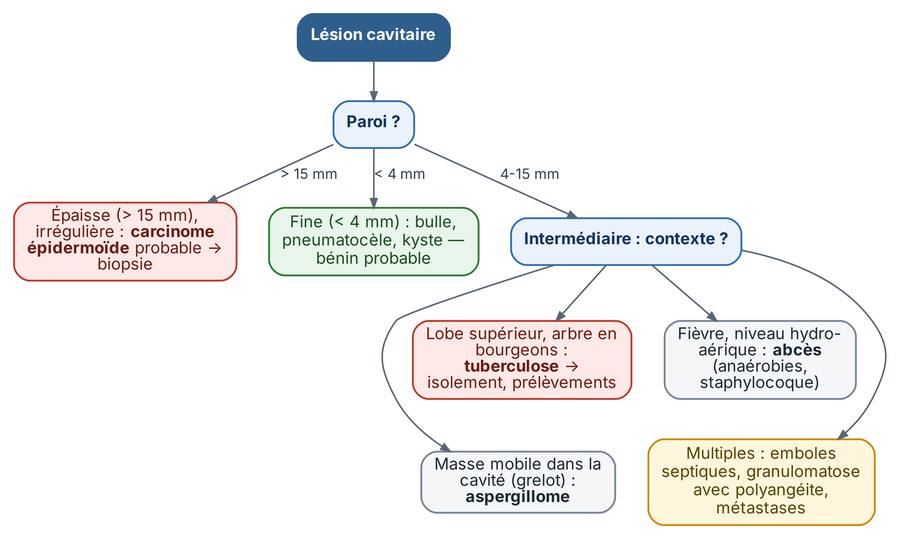 Lésion cavitaire
Paroi ?
> 15 mm
< 4 mm
4-15 mm
Épaisse (> 15 mm),
irrégulière : carcinome
épidermoïde probable →
biopsie
Fine (< 4 mm) : bulle,
pneumatocèle, kyste —
bénin probable
Intermédiaire : contexte ?
Lobe supérieur, arbre en
bourgeons :
tuberculose →
isolement, prélèvements
Fièvre, niveau hydro-
aérique : abcès
(anaérobies,
staphylocoque)
Masse mobile dans la
cavité (grelot) :
aspergillome
Multiples : emboles
septiques, granulomatose
avec polyangéite,
métastases